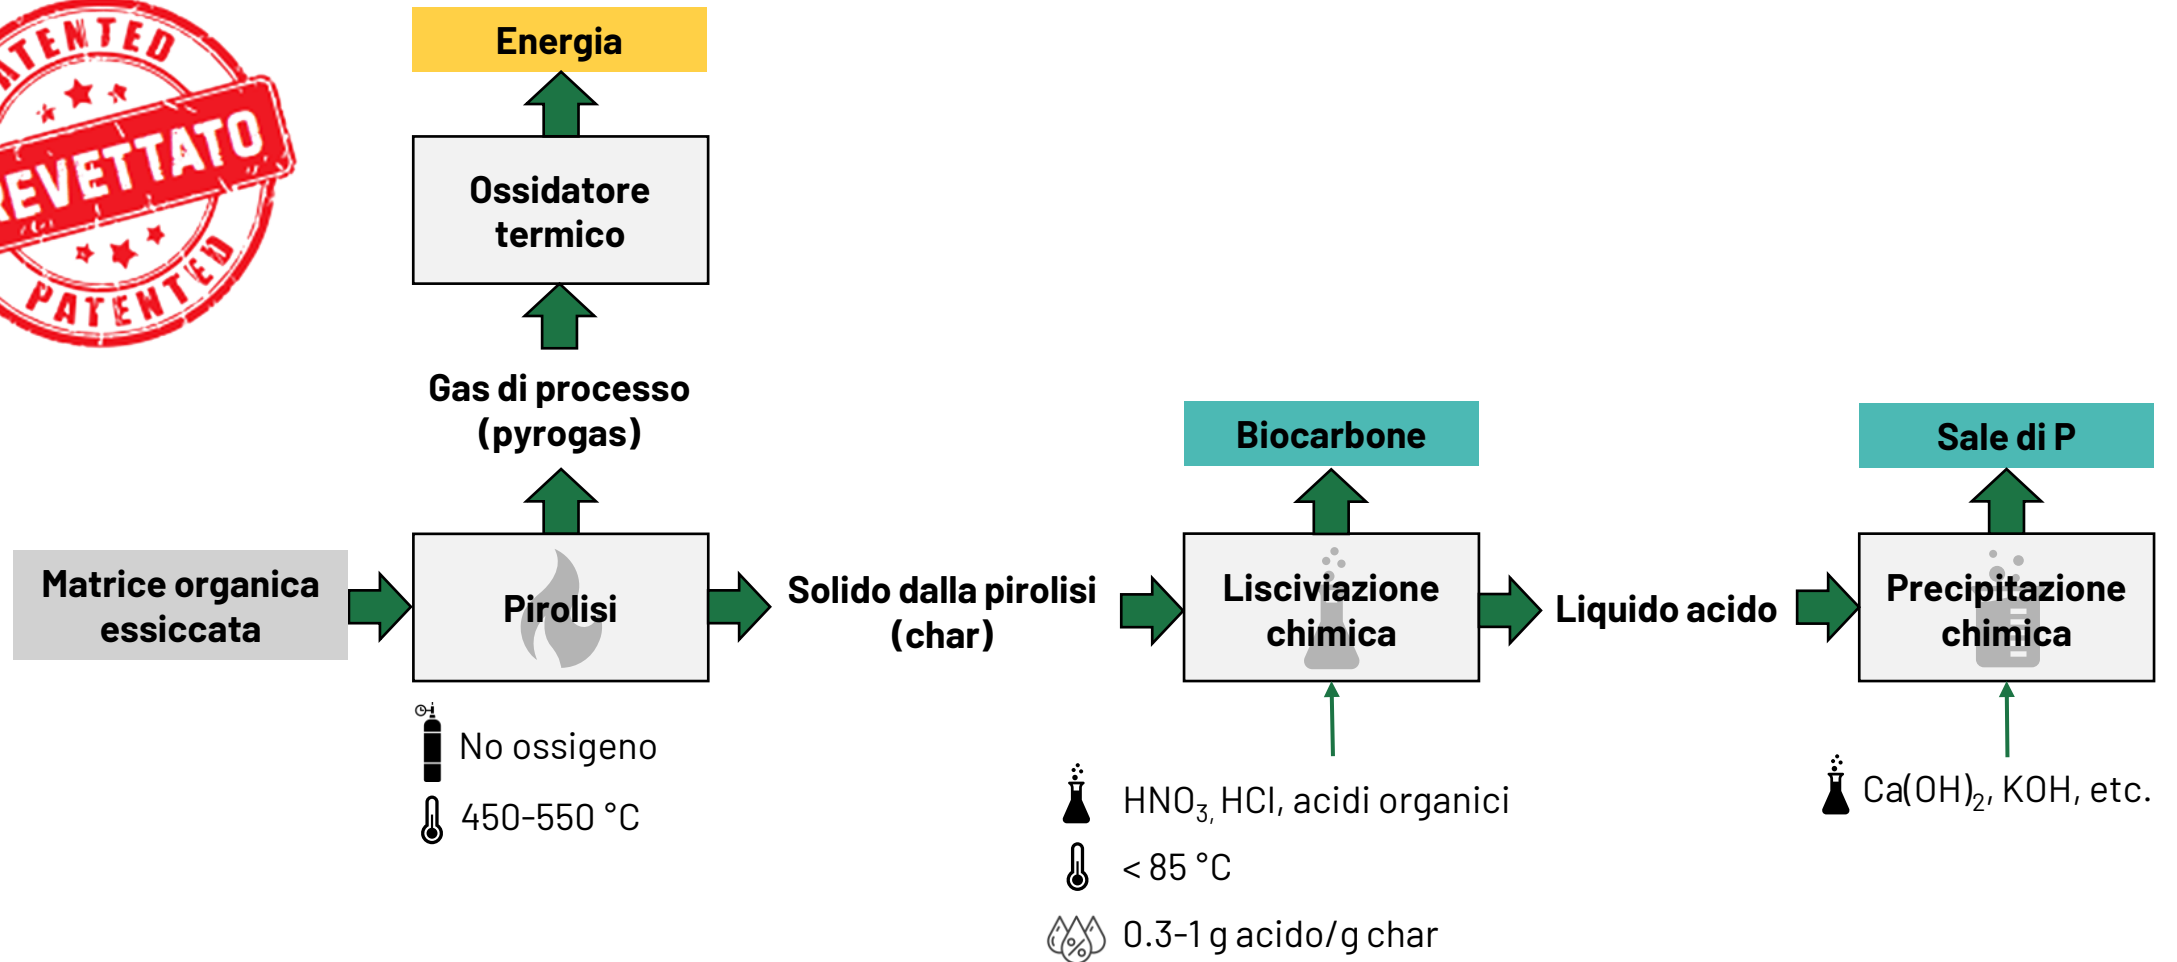 PATENTED
BREVETTATO
PATENTED
Energia
Ossidatore
termico
Gas di processo
(pyrogas)
Biocarbone
Sale di P
Matrice organica
essiccata
Pirolisi
Solido dalla pirolisi
(char)
Lisciviazione
chimica
Liquido acido
Precipitazione
chimica
No ossigeno
450-550 °C
HNO3, HCl, acidi organici
< 85 °C
0.3-1 g acido/g char
Ca(OH)2, KOH, etc.